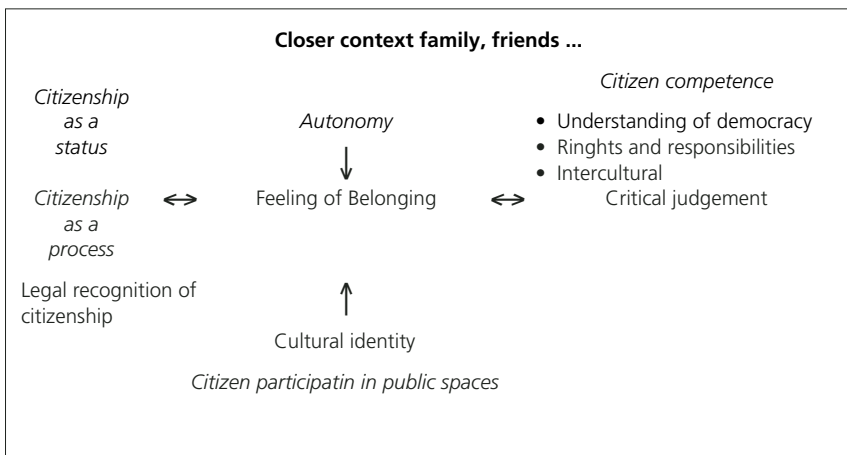 Closer context family, friends ...
Citizenship
as a
status
Citizenship
as a
process
Legal recognition of
citizenship
Autonomy
Feeling of Belonging
Cultural identity
Citizen participatin in public spaces
Citizen competence
• Understanding of democracy
• Ringhts and responsibilities
• Intercultural
Critical judgement